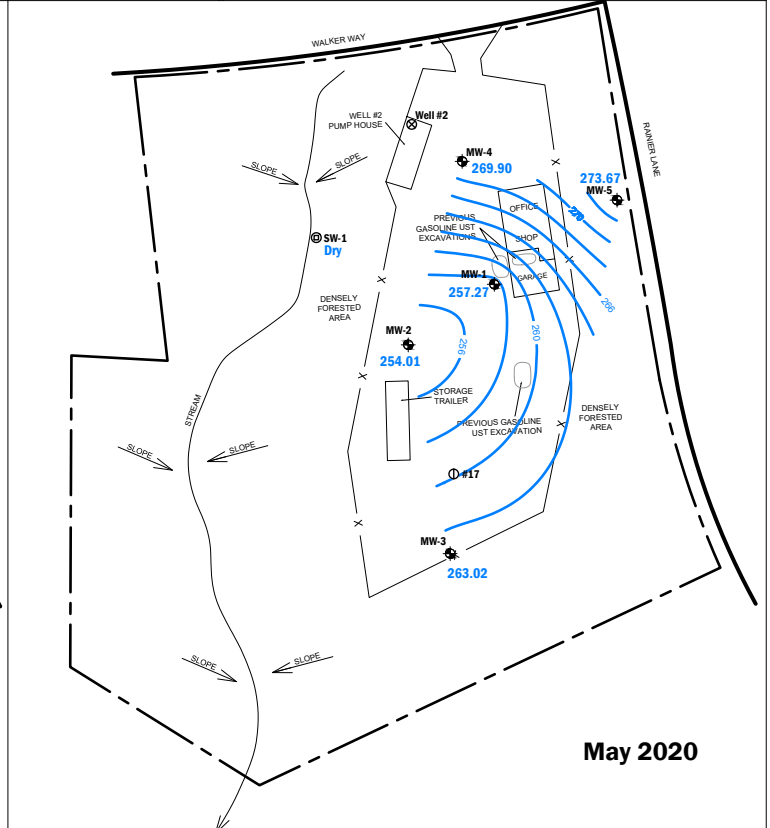 WALKER WAY
RAINIER LANE
WELL #2
PUMP HOUSE
Well #2
SLOPE
SLOPE
MW-4
269.90
273.67
MW-5
OFFICE
PREVIOUS
GASOLINE UST
EXCAVATIONS
SHOP
GARAGE
SW-1
Dry
MW-1
257.27
266
260
256
DENSELY
FORESTED
AREA
MW-2
254.01
STORAGE
TRAILER
STREAM
PREVIOUS GASOLINE
UST EXCAVATION
DENSELY
FORESTED
AREA
SLOPE
SLOPE
#17
MW-3
263.02
SLOPE
SLOPE
May 2020